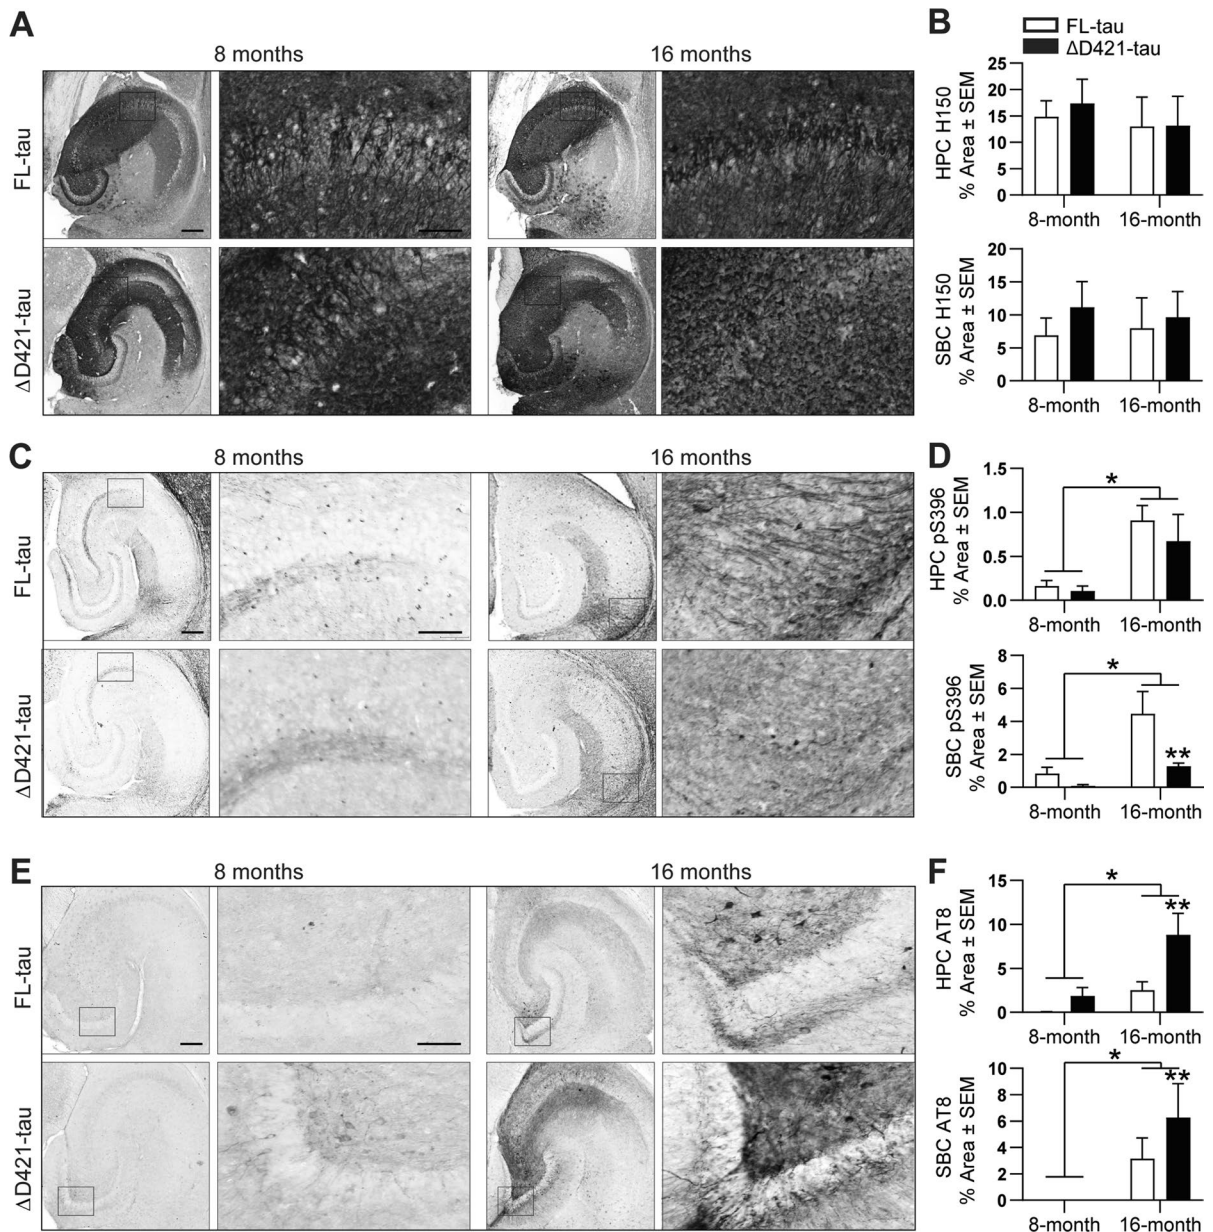 A
8 months
16 months
FL-tau
ΔD421-tau
B
FL-tau
ΔD421-tau
HPC H150
% Area ± SEM
25
20
15
10
5
0
8-month
16-month
SBC H150
% Area ± SEM
20
15
10
5
0
8-month
16-month
C
8 months
16 months
FL-tau
ΔD421-tau
D
HPC pS396
% Area ± SEM
1.5
1.0
0.5
0.0
*
8-month
16-month
SBC pS396
% Area ± SEM
8
6
4
2
0
*
**
8-month
16-month
E
8 months
16 months
FL-tau
ΔD421-tau
F
HPC AT8
% Area ± SEM
15
10
5
0
*
**
8-month
16-month
SBC AT8
% Area ± SEM
10
8
6
4
2
0
*
**
8-month
16-month